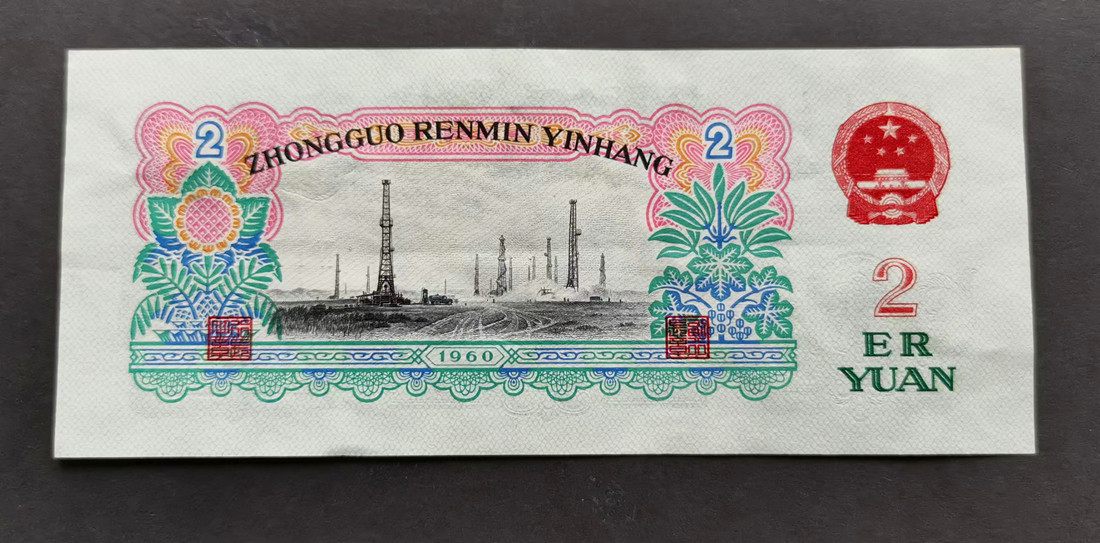 2
2
ZHONGGUO RENMIN YINHANG
2
ER
YUAN
1960